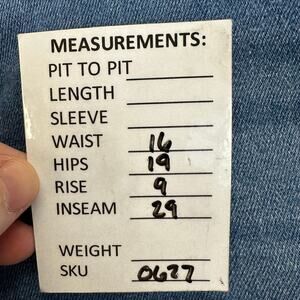 MEASUREMENTS:
PIT TO PIT
LENGTH
SLEEVE
WAIST 16
HIPS 19
RISE 9
INSEAM 29
WEIGHT
SKU 0627